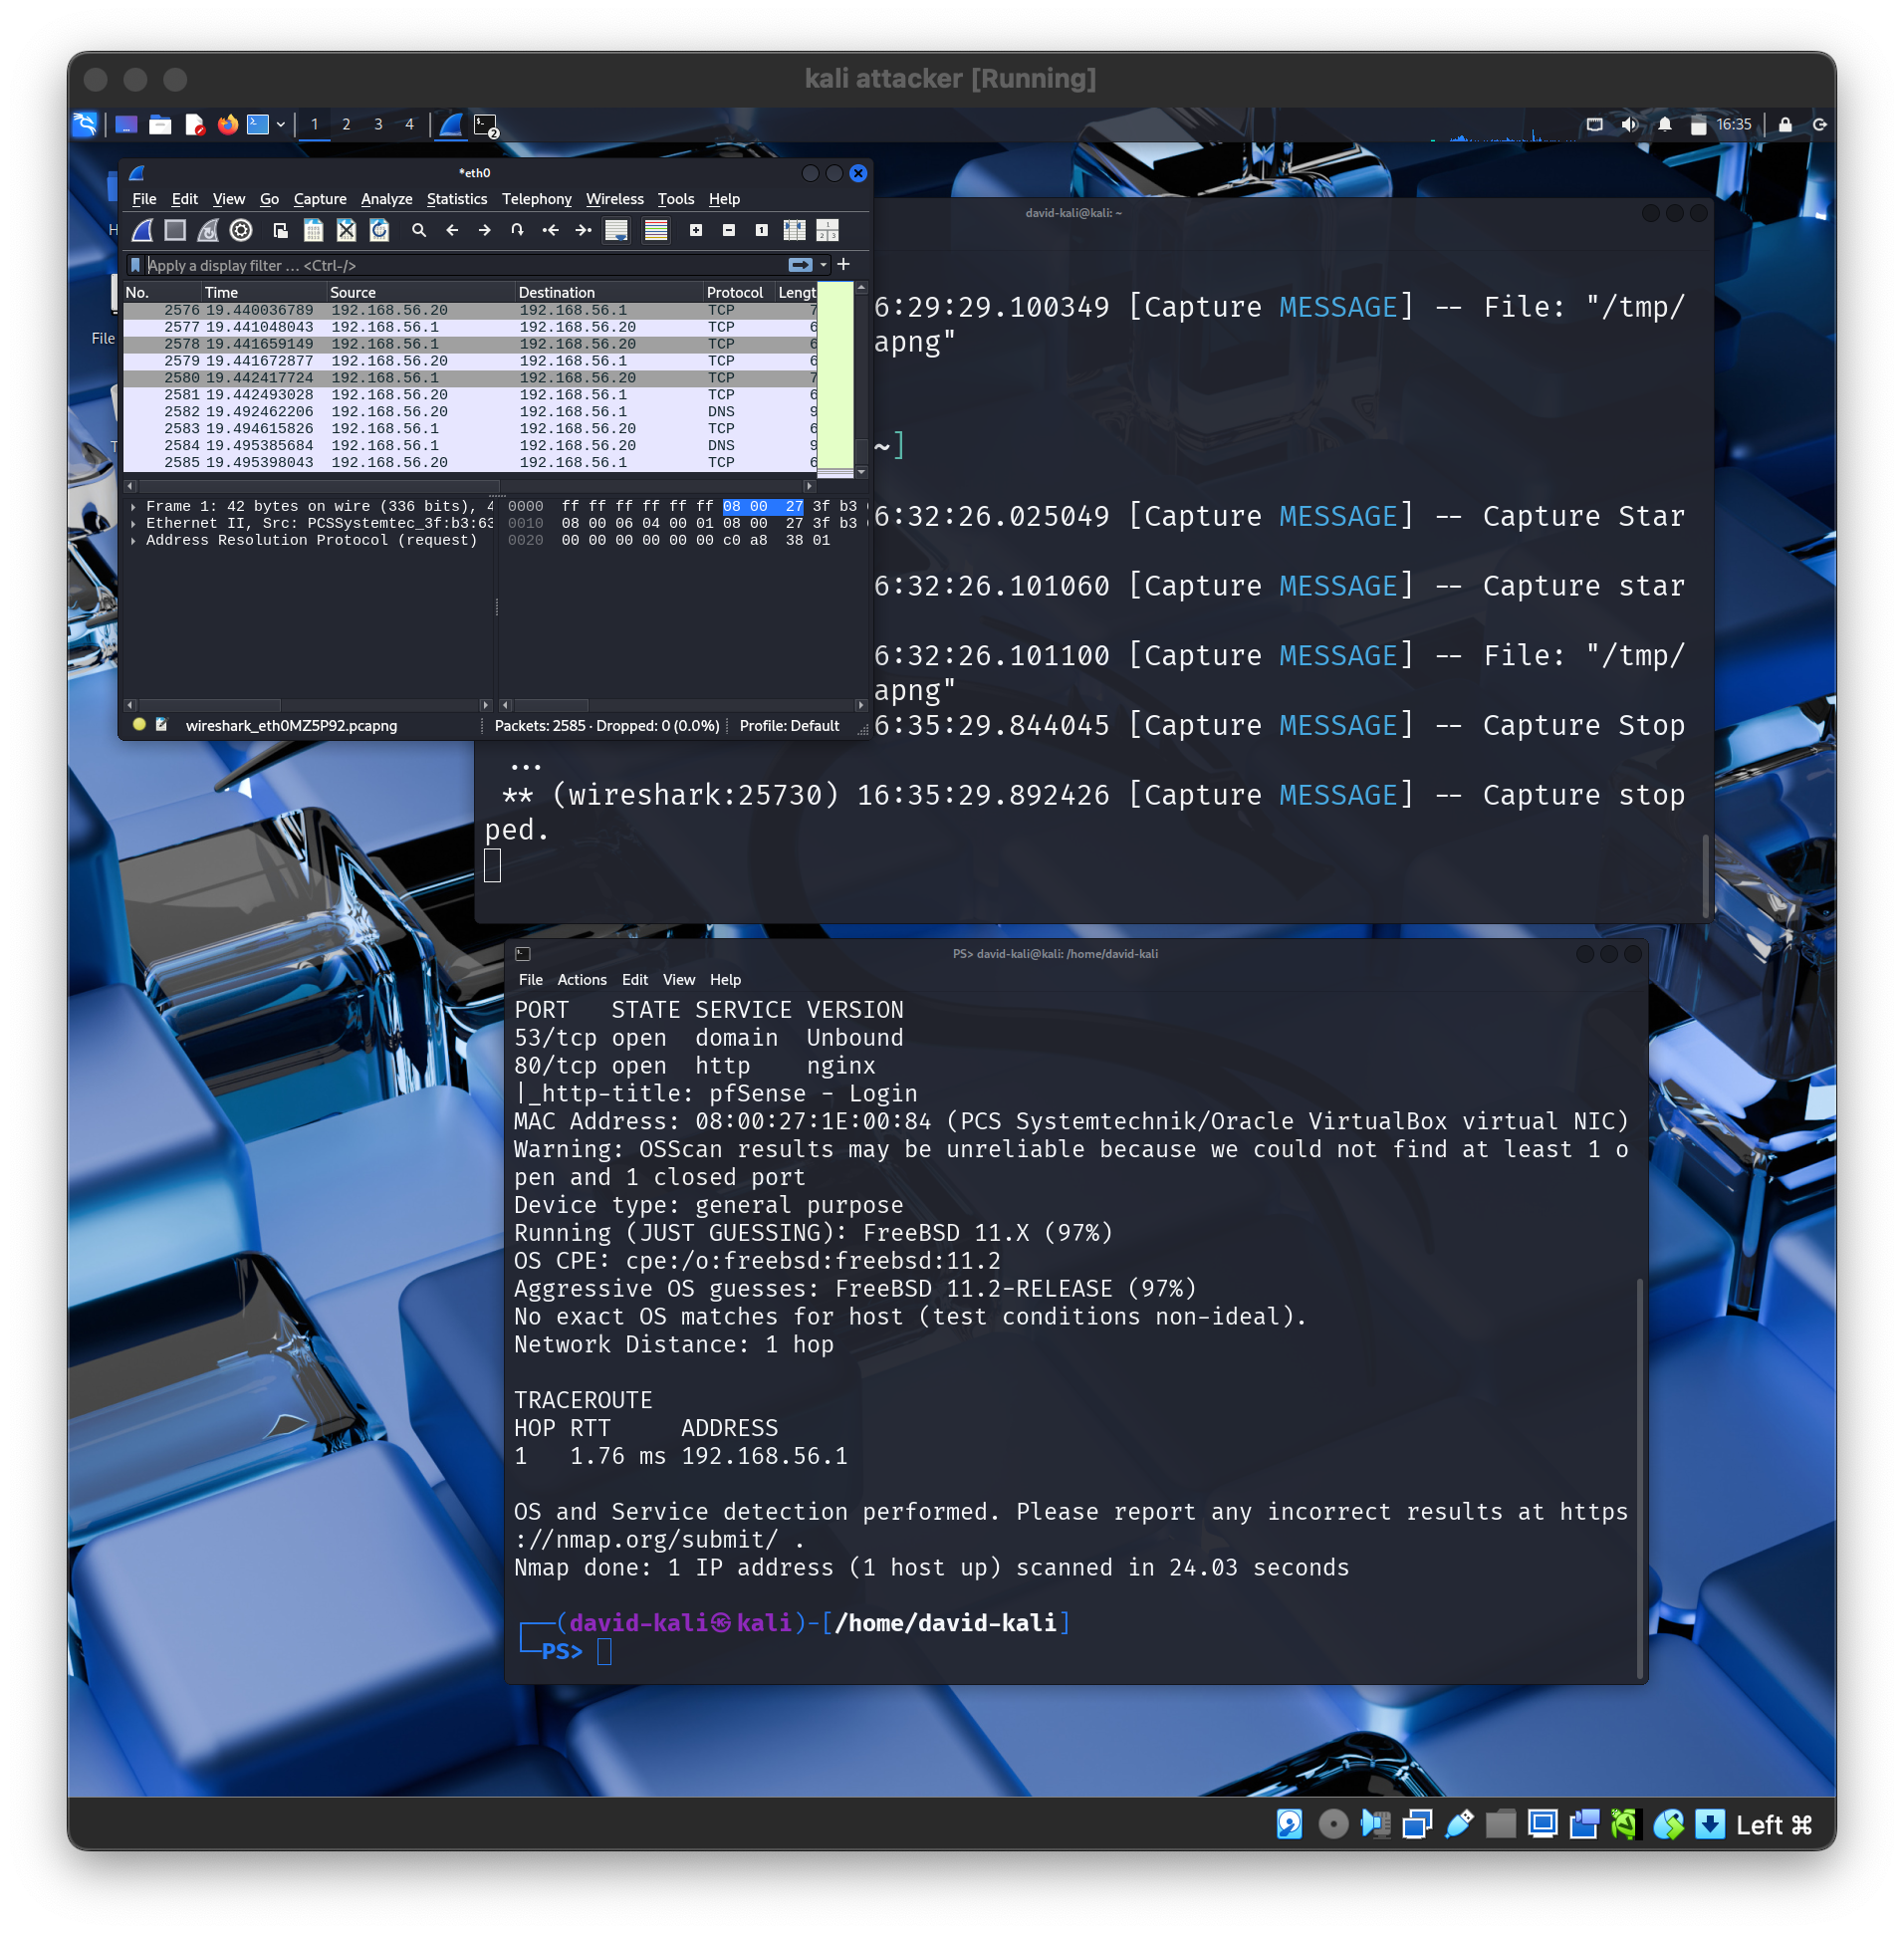 kali attacker [Running]
1 2 3 4
2
16:35
*eth0
File Edit View Go Capture Analyze Statistics Telephony Wireless Tools Help
Apply a display filter ... <Ctrl-/>
No. Time Source Destination Protocol Lengt
2576 19.440036789 192.168.56.20 192.168.56.1 TCP 7
2577 19.441048043 192.168.56.1 192.168.56.20 TCP 6
2578 19.441659149 192.168.56.1 192.168.56.20 TCP 6
2579 19.441672877 192.168.56.20 192.168.56.1 TCP 6
2580 19.442417724 192.168.56.1 192.168.56.20 TCP 7
2581 19.442493028 192.168.56.20 192.168.56.1 TCP 6
2582 19.492462206 192.168.56.20 192.168.56.1 DNS 9
2583 19.494615826 192.168.56.1 192.168.56.20 TCP 6
2584 19.495385684 192.168.56.1 192.168.56.20 DNS 9
2585 19.495398043 192.168.56.20 192.168.56.1 TCP 6
Frame 1: 42 bytes on wire (336 bits), 4
Ethernet II, Src: PCSSystemtec_3f:b3:63
Address Resolution Protocol (request)
0000 ff ff ff ff ff ff 08 00 27 3f b3
0010 08 00 06 04 00 01 08 00 27 3f b3
0020 00 00 00 00 00 00 c0 a8 38 01
wireshark_eth0MZ5P92.pcapng
Packets: 2585 · Dropped: 0 (0.0%)
Profile: Default
H
File
T
david-kali@kali: ~
6:29:29.100349 [Capture MESSAGE] -- File: "/tmp/
apng"
~]
6:32:26.025049 [Capture MESSAGE] -- Capture Star
6:32:26.101060 [Capture MESSAGE] -- Capture star
6:32:26.101100 [Capture MESSAGE] -- File: "/tmp/
apng"
6:35:29.844045 [Capture MESSAGE] -- Capture Stop
...
** (wireshark:25730) 16:35:29.892426 [Capture MESSAGE] -- Capture stop
ped.
PS> david-kali@kali: /home/david-kali
File Actions Edit View Help
PORT STATE SERVICE VERSION
53/tcp open domain Unbound
80/tcp open http nginx
|_http-title: pfSense - Login
MAC Address: 08:00:27:1E:00:84 (PCS Systemtechnik/Oracle VirtualBox virtual NIC)
Warning: OSScan results may be unreliable because we could not find at least 1 o
pen and 1 closed port
Device type: general purpose
Running (JUST GUESSING): FreeBSD 11.X (97%)
OS CPE: cpe:/o:freebsd:freebsd:11.2
Aggressive OS guesses: FreeBSD 11.2-RELEASE (97%)
No exact OS matches for host (test conditions non-ideal).
Network Distance: 1 hop
TRACEROUTE
HOP RTT ADDRESS
1 1.76 ms 192.168.56.1
OS and Service detection performed. Please report any incorrect results at https
://nmap.org/submit/ .
Nmap done: 1 IP address (1 host up) scanned in 24.03 seconds
┌──(david-kali㉿kali)-[/home/david-kali]
└─PS>
Left ⌘